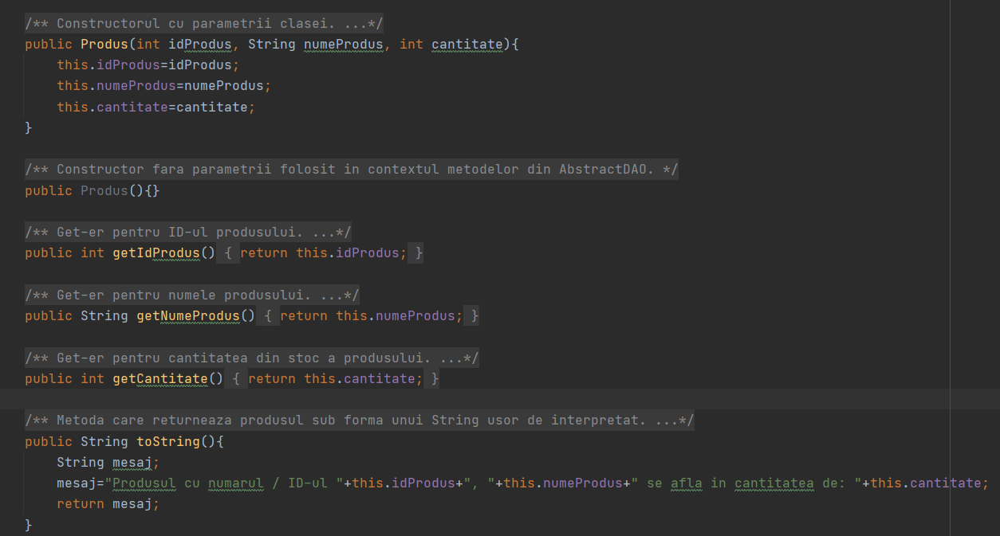 /** Constructorul cu parametrii clasei. ...*/
public Produs(int idProdus, String numeProdus, int cantitate){
    this.idProdus=idProdus;
    this.numeProdus=numeProdus;
    this.cantitate=cantitate;
}
/** Constructor fara parametrii folosit in contextul metodelor din AbstractDAO. */
public Produs(){}
/** Get-er pentru ID-ul produsului. ...*/
public int getIdProdus() { return this.idProdus; }
/** Get-er pentru numele produsului. ...*/
public String getNumeProdus() { return this.numeProdus; }
/** Get-er pentru cantitatea din stoc a produsului. ...*/
public int getCantitate() { return this.cantitate; }
/** Metoda care returneaza produsul sub forma unui String usor de interpretat. ...*/
public String toString(){
    String mesaj;
    mesaj="Produsul cu numarul / ID-ul "+this.idProdus+", "+this.numeProdus+" se afla in cantitatea de: "+this.cantitate;
    return mesaj;
}